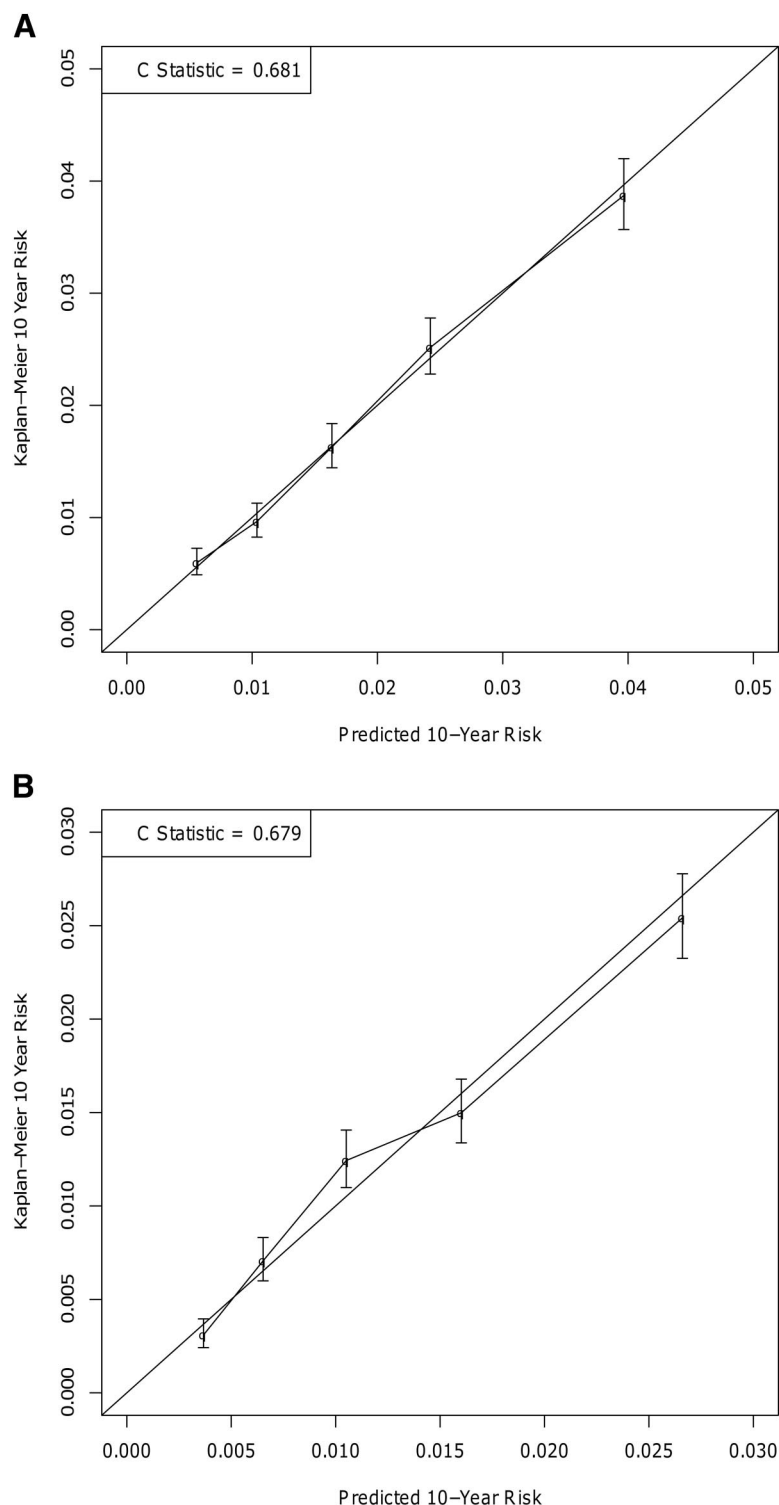 A
C Statistic = 0.681
Kaplan–Meier 10 Year Risk
0.05
0.04
0.03
0.02
0.01
0.00
0.00 0.01 0.02 0.03 0.04 0.05
Predicted 10–Year Risk
B
C Statistic = 0.679
Kaplan–Meier 10 Year Risk
0.030
0.025
0.020
0.015
0.010
0.005
0.000
0.000 0.005 0.010 0.015 0.020 0.025 0.030
Predicted 10–Year Risk